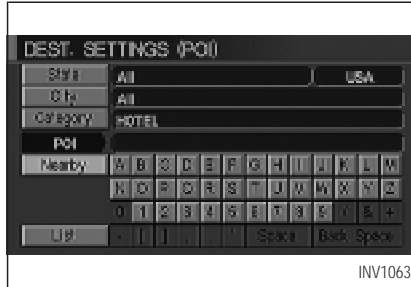 DEST. SETTINGS (POI)
State All USA
City All
Category HOTEL
POI
Nearby A B C D E F G H I J K L M
N O P Q R S T U V W X Y Z
0 1 2 3 4 5 6 7 8 9 / & +
List - ( ) . , ' Space Back Space
INV1063